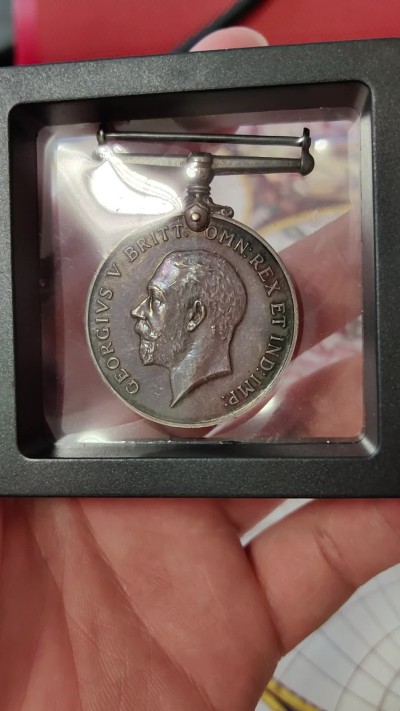 GEORGIVS V BRITT: OMN: REX ET IND: IMP: